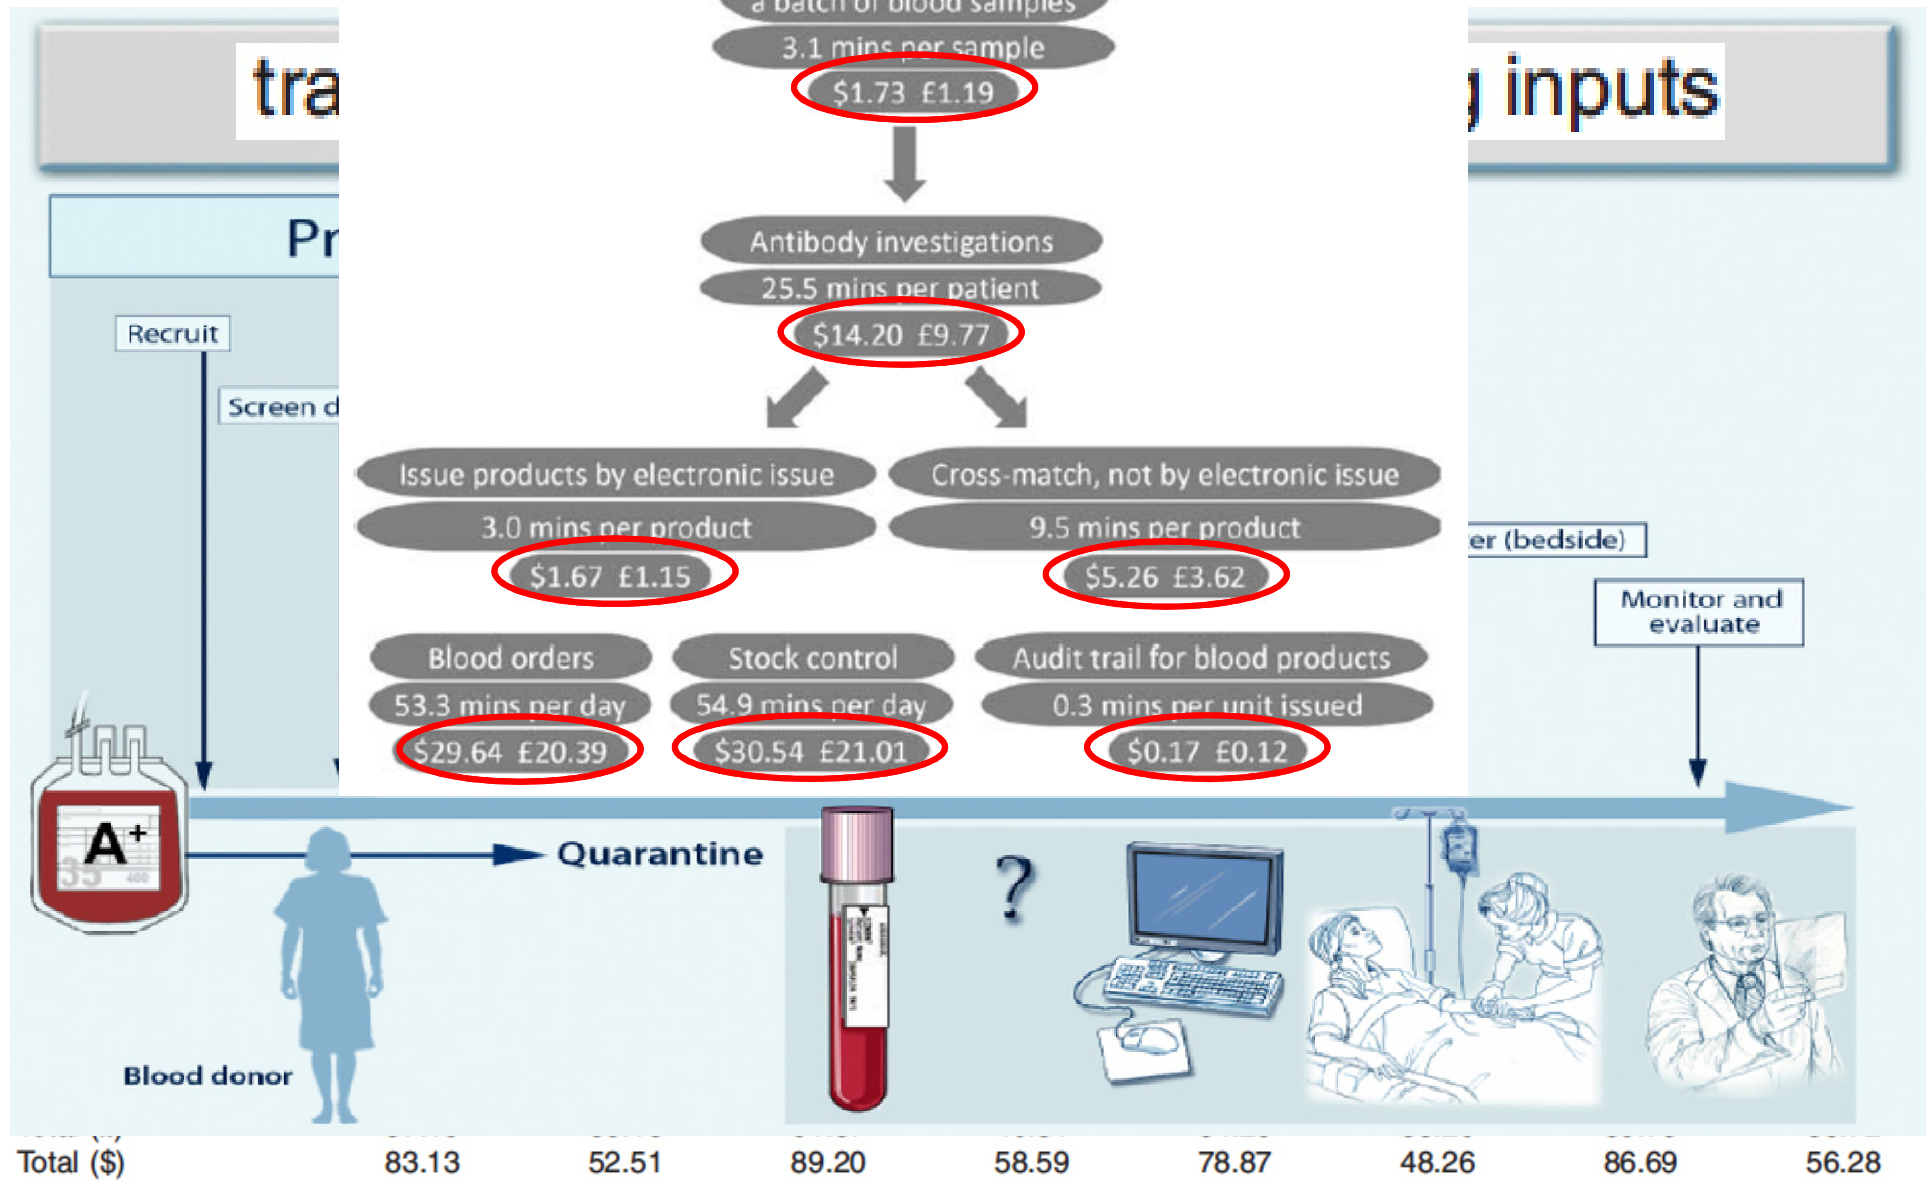 a batch of blood samples
3.1 mins per sample
$1.73 £1.19
tra
inputs
Antibody investigations
25.5 mins per patient
$14.20 £9.77
Pr
Recruit
Screen d
Issue products by electronic issue
3.0 mins per product
$1.67 £1.15
Cross-match, not by electronic issue
9.5 mins per product
$5.26 £3.62
er (bedside)
Monitor and
evaluate
Blood orders
53.3 mins per day
$29.64 £20.39
Stock control
54.9 mins per day
$30.54 £21.01
Audit trail for blood products
0.3 mins per unit issued
$0.17 £0.12
A+
35
400
Quarantine
?
Blood donor
Total ($) 83.13 52.51 89.20 58.59 78.87 48.26 86.69 56.28